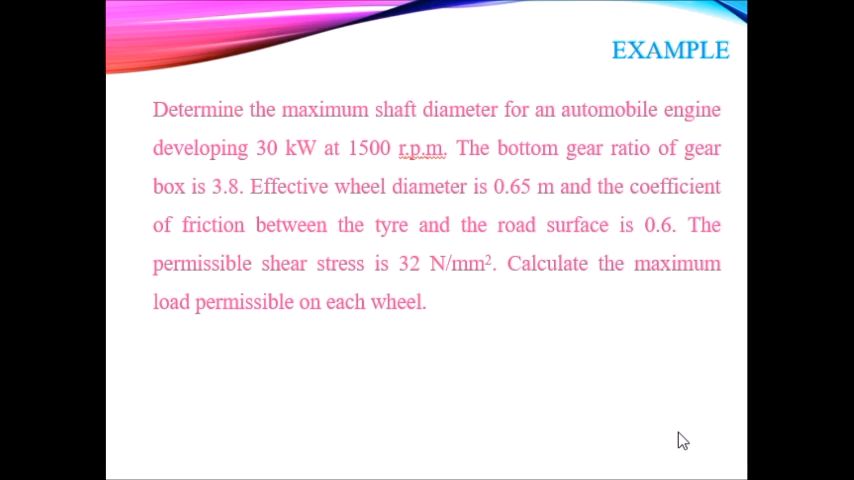 EXAMPLE
Determine the maximum shaft diameter for an automobile engine
developing 30 kW at 1500 r.p.m. The bottom gear ratio of gear
box is 3.8. Effective wheel diameter is 0.65 m and the coefficient
of friction between the tyre and the road surface is 0.6. The
permissible shear stress is 32 N/mm². Calculate the maximum
load permissible on each wheel.